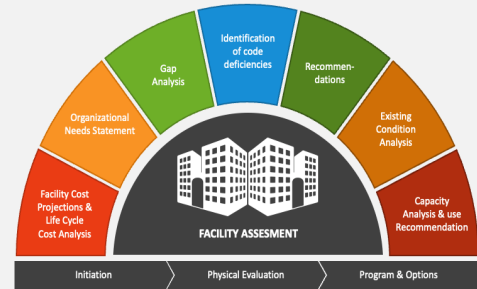 Identification
of code
deficiencies
Gap
Analysis
Recommen-
dations
Organizational
Needs Statement
Existing
Condition
Analysis
Facility Cost
Projections &
Life Cycle
Cost Analysis
Capacity
Analysis & use
Recommendation
FACILITY ASSESMENT
Initiation
Physical Evaluation
Program & Options